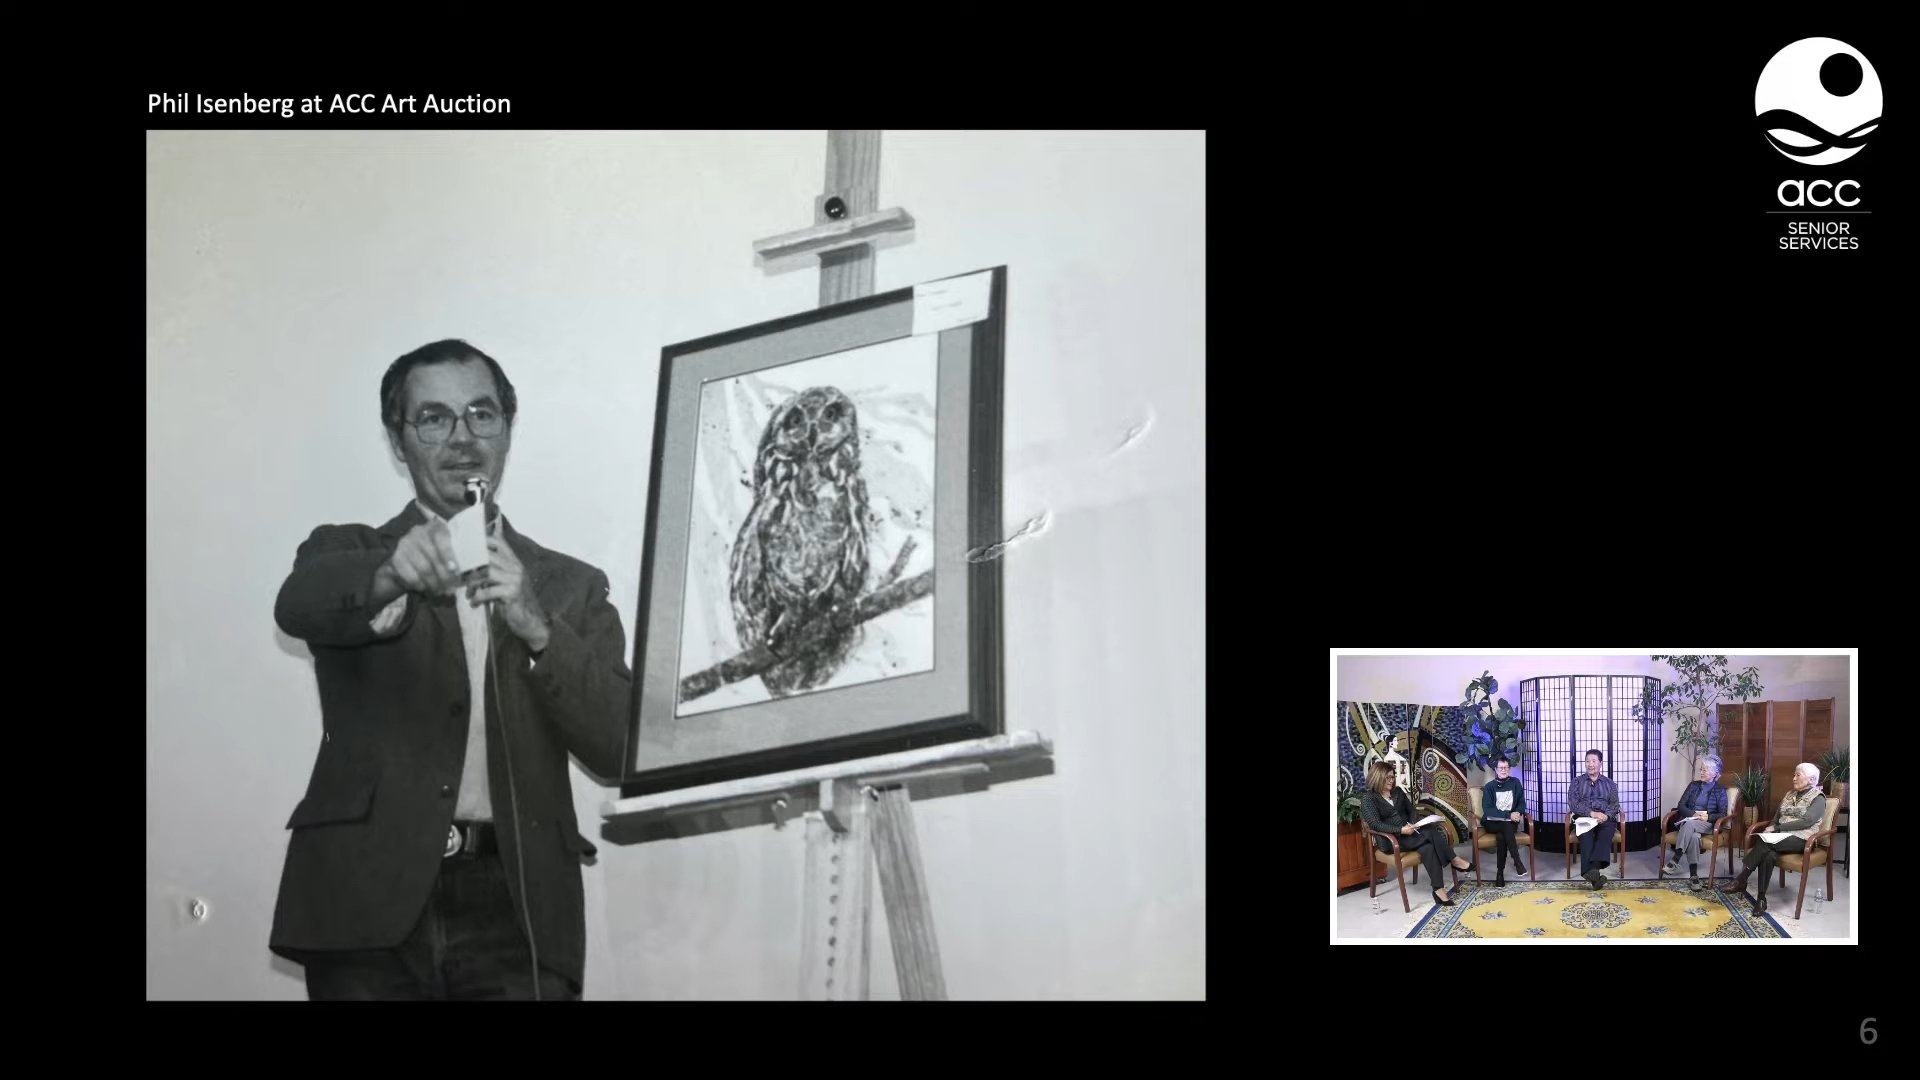 Phil Isenberg at ACC Art Auction
acc
SENIOR
SERVICES
6